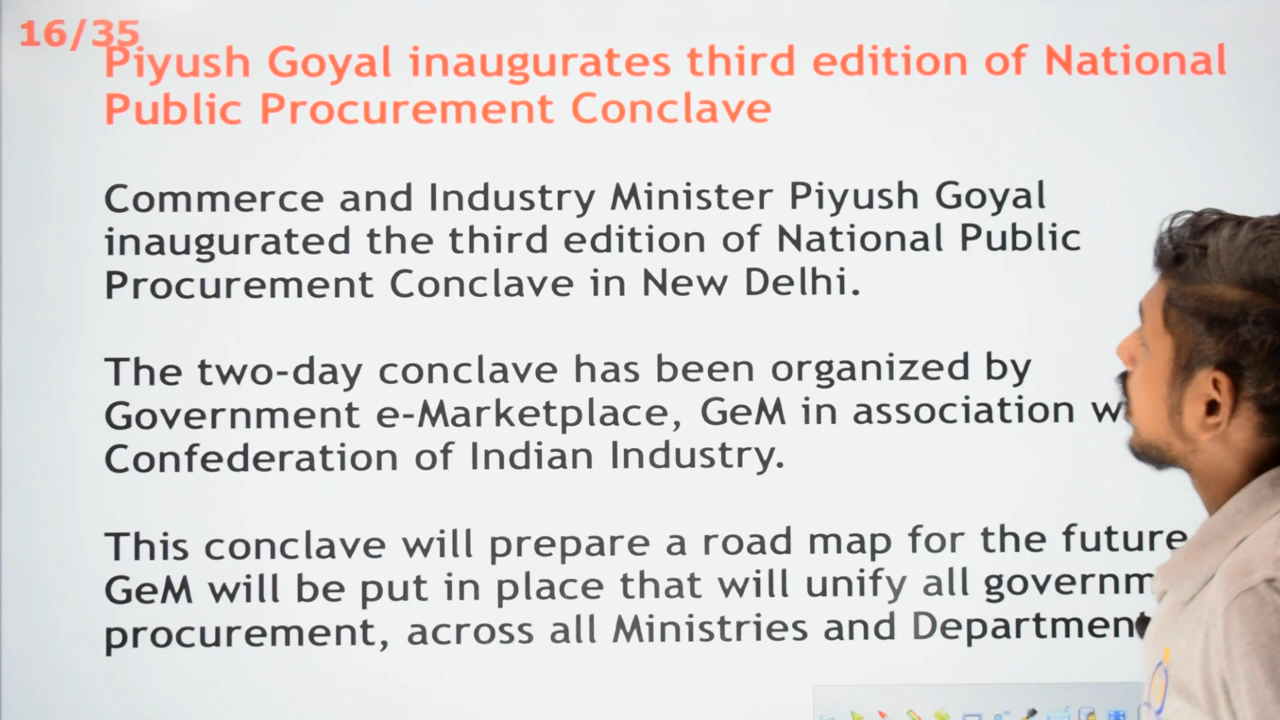 16/35
Piyush Goyal inaugurates third edition of National
Public Procurement Conclave
Commerce and Industry Minister Piyush Goyal
inaugurated the third edition of National Public
Procurement Conclave in New Delhi.
The two-day conclave has been organized by
Government e-Marketplace, GeM in association
Confederation of Indian Industry.
This conclave will prepare a road map for the future
GeM will be put in place that will unify all
procurement, across all Ministries and